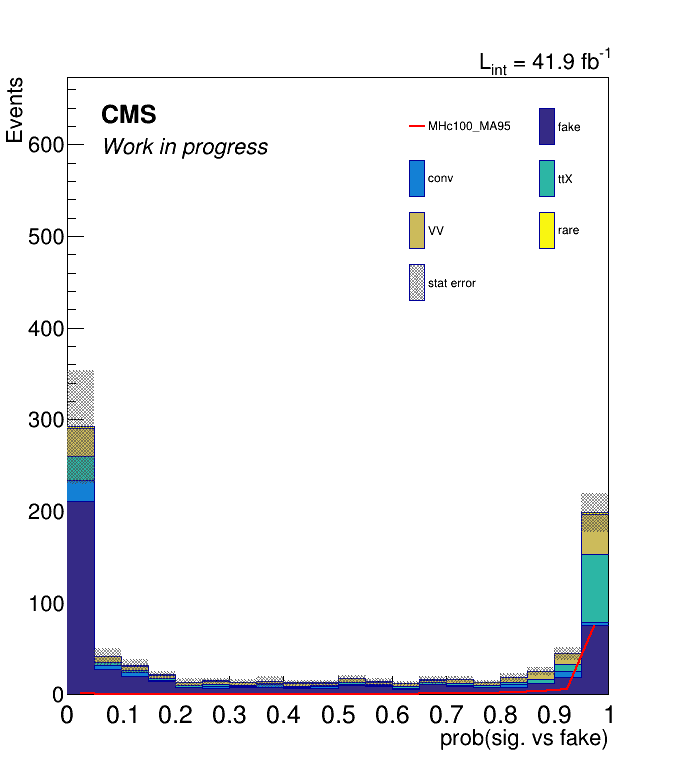 L_int = 41.9 fb^-1
Events
CMS
Work in progress
MHc100_MA95
fake
conv
ttX
VV
rare
stat error
600
500
400
300
200
100
0
0 0.1 0.2 0.3 0.4 0.5 0.6 0.7 0.8 0.9 1
prob(sig. vs fake)